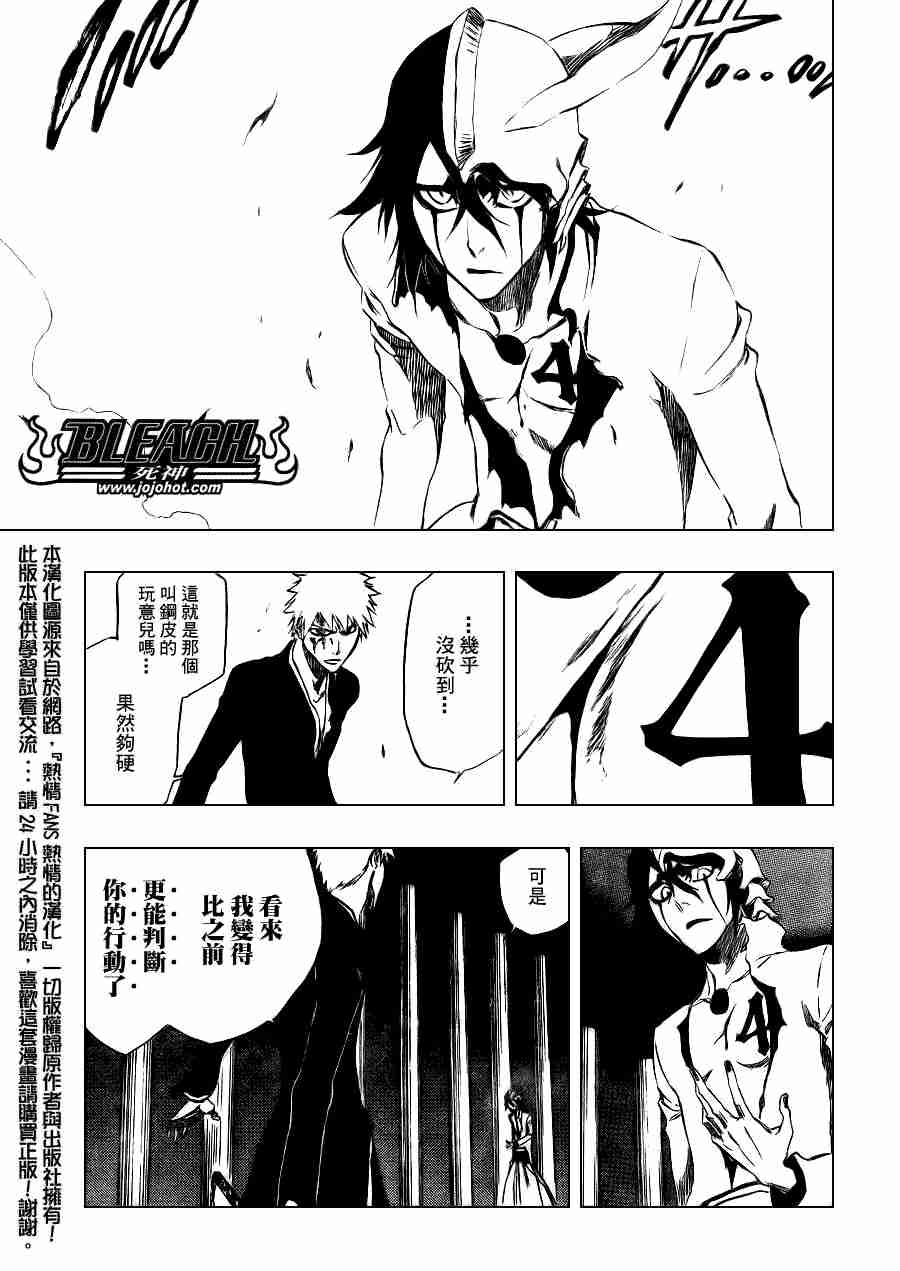 BLEACH
死神
www.jojohot.com
4
4
…幾乎
沒砍到…
這就是那個
叫鋼皮的
玩意兒嗎…
果然夠硬
4
可是
看來
我變得
比之前
更能判斷
你的行動了
本漢化圖源來自於網路，『熱情FANS熱情的漢化』一切版權歸原作者與出版社擁有！
此版本僅供學習試看交流…請24小時之內消除，喜歡這套漫畫請購買正版！謝謝。